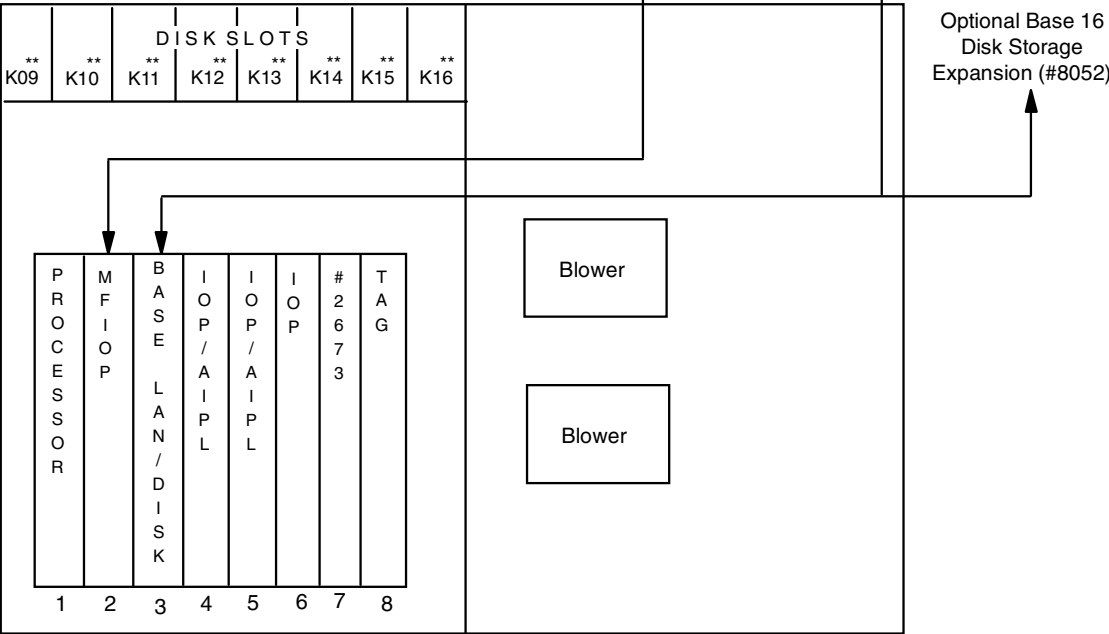 DISK SLOTS
** ** ** ** ** ** ** **
K09 K10 K11 K12 K13 K14 K15 K16
Optional Base 16
Disk Storage
Expansion (#8052)
Blower
Blower
PROCESSOR
MFIOP
BASE LAN/DISK
IOP/AIPL
IOP/AIPL
IOP
#2673
TAG
1 2 3 4 5 6 7 8